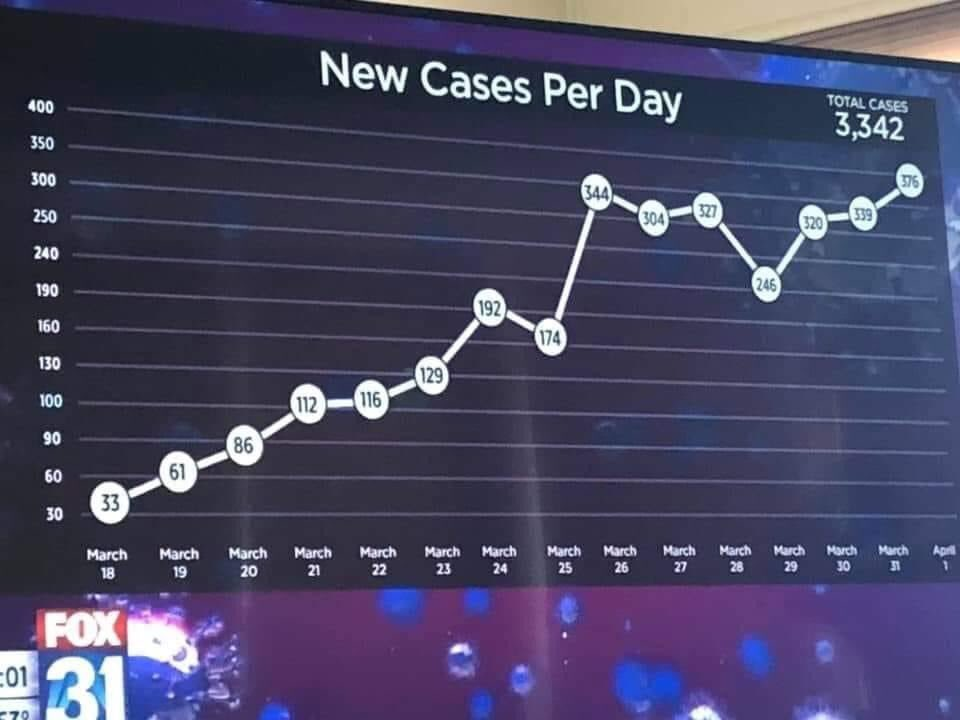 New Cases Per Day
TOTAL CASES
3,342
400
350
300
250
240
190
160
130
100
90
60
30
33
61
86
112
116
129
192
174
344
304
327
246
320
339
376
March 18
March 19
March 20
March 21
March 22
March 23
March 24
March 25
March 26
March 27
March 28
March 29
March 30
March 31
April 1
FOX
31
:01